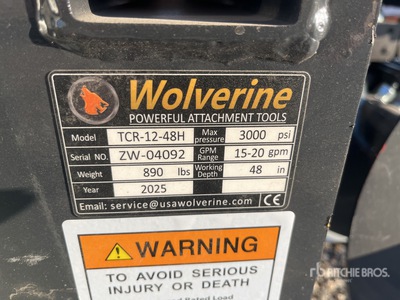 Wolverine
POWERFUL ATTACHMENT TOOLS
Model TCR-12-48H Max pressure 3000 psi
Serial NO. ZW-04092 GPM Range 15-20 gpm
Weight 890 lbs Working Depth 48 in
Year 2025
Email: service@usawolverine.com CE
WARNING
TO AVOID SERIOUS
INJURY OR DEATH
Rated Load
RITCHIE BROS.